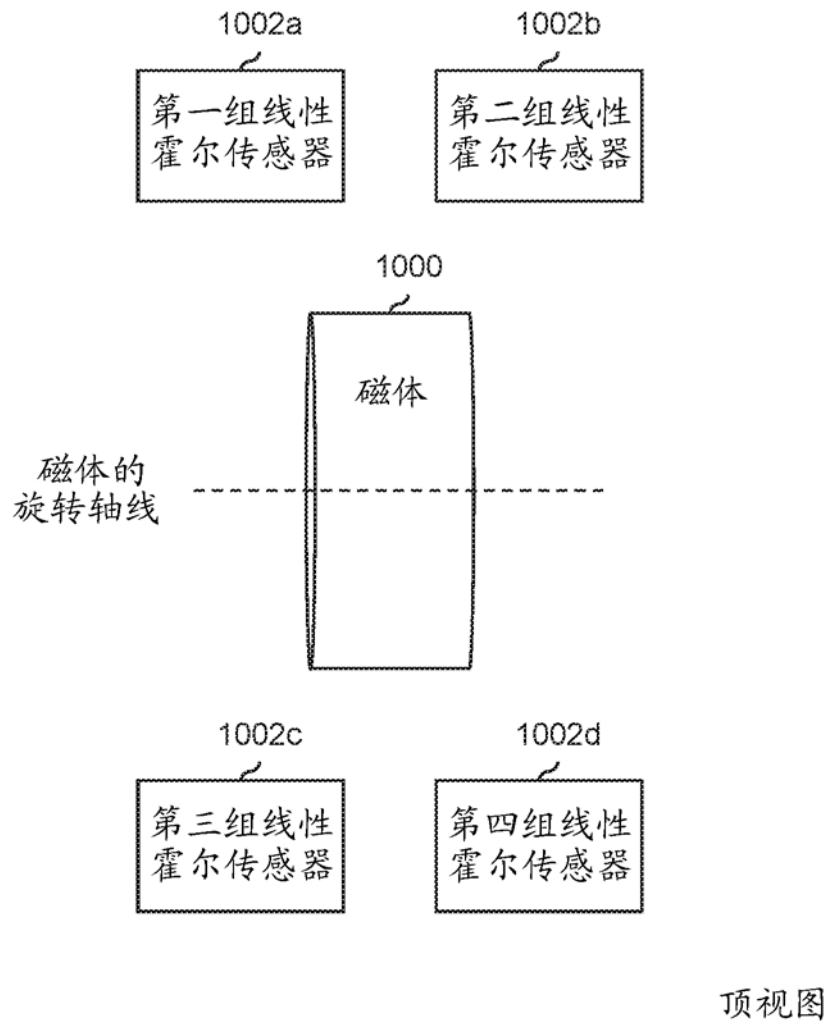 1002a
1002b
第一组线性
霍尔传感器
第二组线性
霍尔传感器
1000
磁体
磁体的
旋转轴线
1002c
1002d
第三组线性
霍尔传感器
第四组线性
霍尔传感器
顶视图